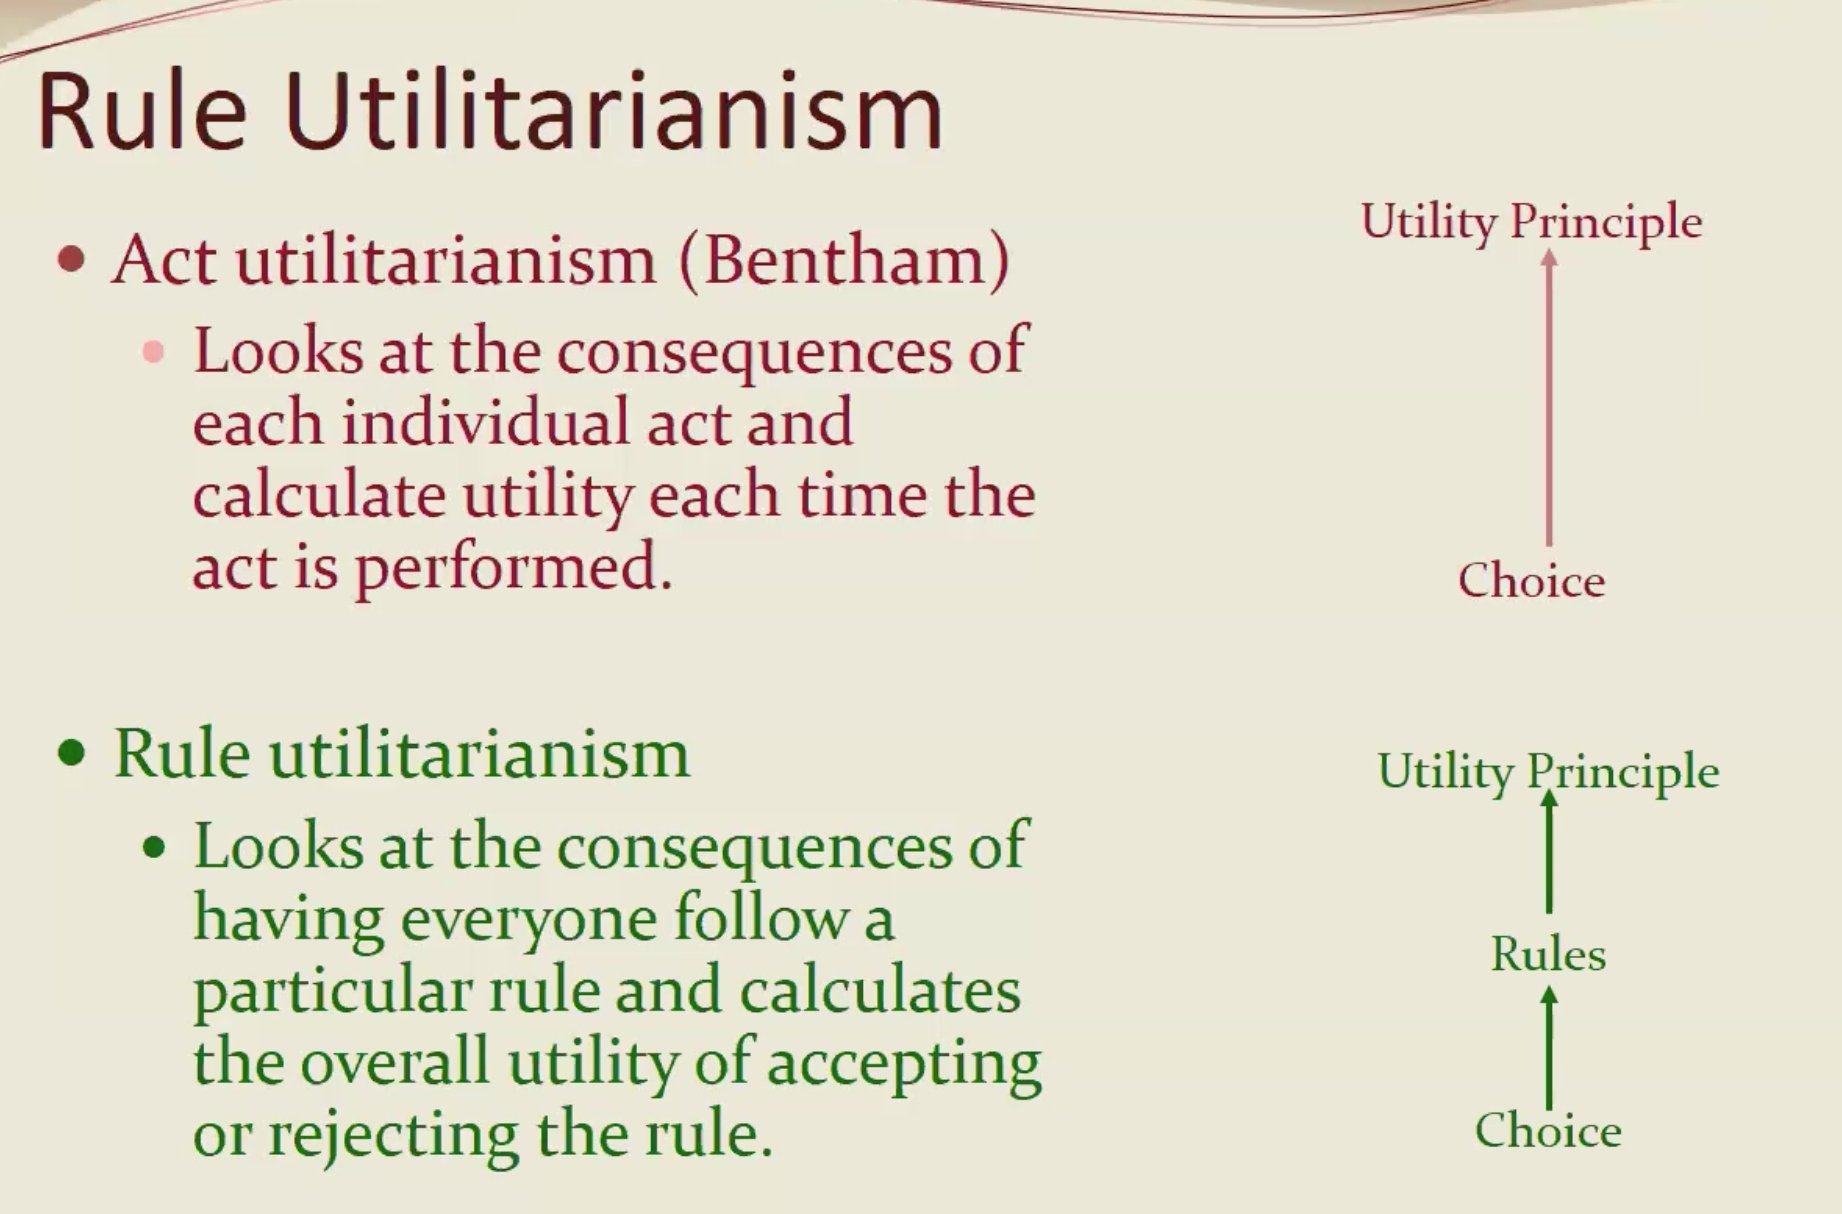 Rule Utilitarianism
• Act utilitarianism (Bentham)
• Looks at the consequences of
each individual act and
calculate utility each time the
act is performed.
Utility Principle
Choice
• Rule utilitarianism
• Looks at the consequences of
having everyone follow a
particular rule and calculates
the overall utility of accepting
or rejecting the rule.
Utility Principle
Rules
Choice